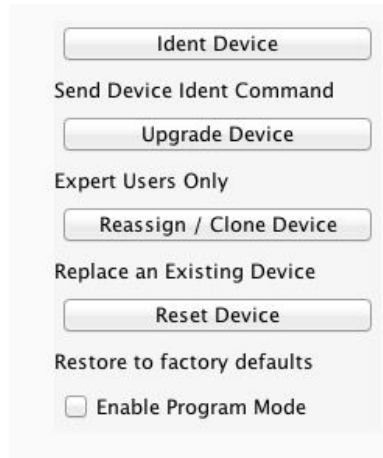 Ident Device
Send Device Ident Command
Upgrade Device
Expert Users Only
Reassign / Clone Device
Replace an Existing Device
Reset Device
Restore to factory defaults
Enable Program Mode